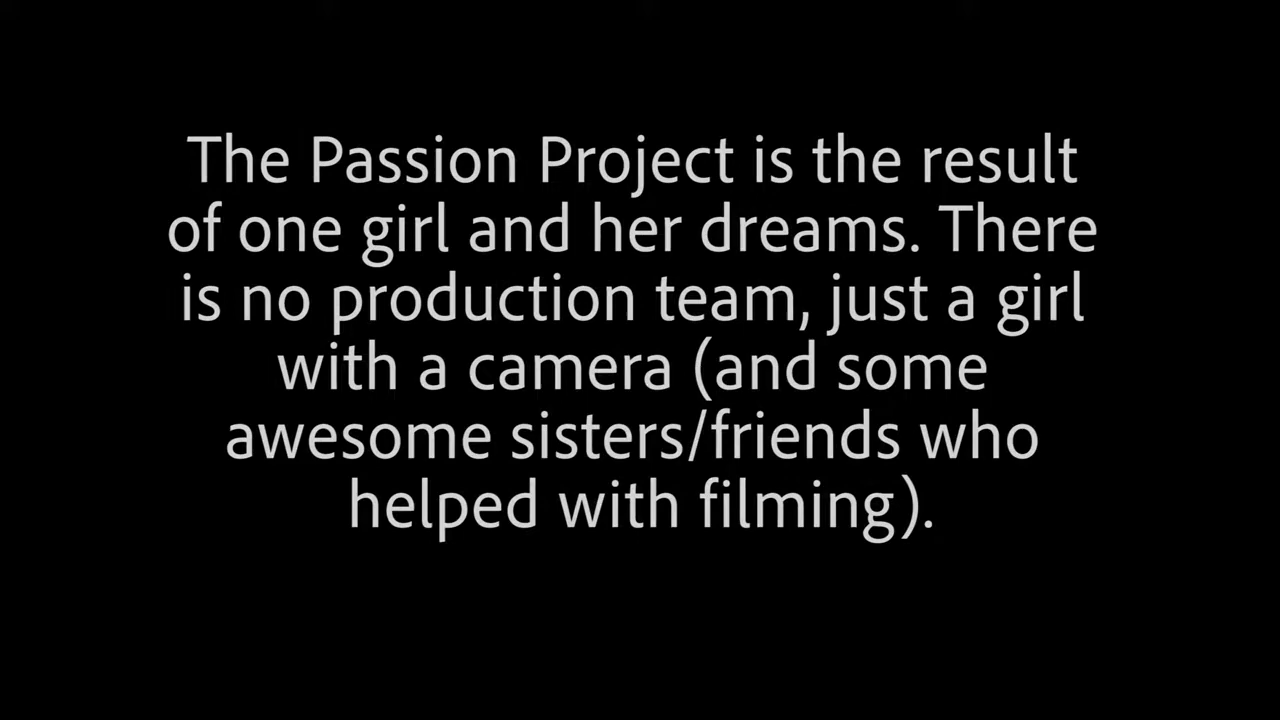 The Passion Project is the result
of one girl and her dreams. There
is no production team, just a girl
with a camera (and some
awesome sisters/friends who
helped with filming).